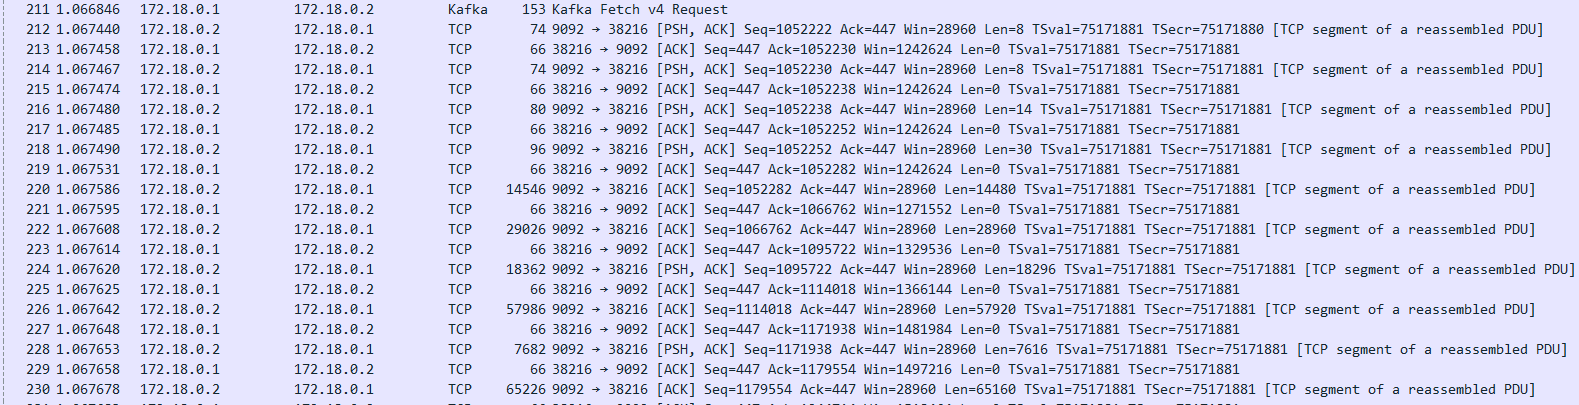 211 1.066846 172.18.0.1 172.18.0.2 Kafka 153 Kafka Fetch v4 Request
212 1.067440 172.18.0.2 172.18.0.1 TCP 74 9092 → 38216 [PSH, ACK] Seq=1052222 Ack=447 Win=28960 Len=8 TSval=75171881 TSecr=75171880 [TCP segment of a reassembled PDU]
213 1.067458 172.18.0.1 172.18.0.2 TCP 66 38216 → 9092 [ACK] Seq=447 Ack=1052230 Win=1242624 Len=0 TSval=75171881 TSecr=75171881
214 1.067467 172.18.0.2 172.18.0.1 TCP 74 9092 → 38216 [PSH, ACK] Seq=1052230 Ack=447 Win=28960 Len=8 TSval=75171881 TSecr=75171881 [TCP segment of a reassembled PDU]
215 1.067474 172.18.0.1 172.18.0.2 TCP 66 38216 → 9092 [ACK] Seq=447 Ack=1052238 Win=1242624 Len=0 TSval=75171881 TSecr=75171881
216 1.067480 172.18.0.2 172.18.0.1 TCP 80 9092 → 38216 [PSH, ACK] Seq=1052238 Ack=447 Win=28960 Len=14 TSval=75171881 TSecr=75171881 [TCP segment of a reassembled PDU]
217 1.067485 172.18.0.1 172.18.0.2 TCP 66 38216 → 9092 [ACK] Seq=447 Ack=1052252 Win=1242624 Len=0 TSval=75171881 TSecr=75171881
218 1.067490 172.18.0.2 172.18.0.1 TCP 96 9092 → 38216 [PSH, ACK] Seq=1052252 Ack=447 Win=28960 Len=30 TSval=75171881 TSecr=75171881 [TCP segment of a reassembled PDU]
219 1.067531 172.18.0.1 172.18.0.2 TCP 66 38216 → 9092 [ACK] Seq=447 Ack=1052282 Win=1242624 Len=0 TSval=75171881 TSecr=75171881
220 1.067586 172.18.0.2 172.18.0.1 TCP 14546 9092 → 38216 [ACK] Seq=1052282 Ack=447 Win=28960 Len=14480 TSval=75171881 TSecr=75171881 [TCP segment of a reassembled PDU]
221 1.067595 172.18.0.1 172.18.0.2 TCP 66 38216 → 9092 [ACK] Seq=447 Ack=1066762 Win=1271552 Len=0 TSval=75171881 TSecr=75171881
222 1.067608 172.18.0.2 172.18.0.1 TCP 29026 9092 → 38216 [ACK] Seq=1066762 Ack=447 Win=28960 Len=28960 TSval=75171881 TSecr=75171881 [TCP segment of a reassembled PDU]
223 1.067614 172.18.0.1 172.18.0.2 TCP 66 38216 → 9092 [ACK] Seq=447 Ack=1095722 Win=1329536 Len=0 TSval=75171881 TSecr=75171881
224 1.067620 172.18.0.2 172.18.0.1 TCP 18362 9092 → 38216 [PSH, ACK] Seq=1095722 Ack=447 Win=28960 Len=18296 TSval=75171881 TSecr=75171881 [TCP segment of a reassembled PDU]
225 1.067625 172.18.0.1 172.18.0.2 TCP 66 38216 → 9092 [ACK] Seq=447 Ack=1114018 Win=1366144 Len=0 TSval=75171881 TSecr=75171881
226 1.067642 172.18.0.2 172.18.0.1 TCP 57986 9092 → 38216 [ACK] Seq=1114018 Ack=447 Win=28960 Len=57920 TSval=75171881 TSecr=75171881 [TCP segment of a reassembled PDU]
227 1.067648 172.18.0.1 172.18.0.2 TCP 66 38216 → 9092 [ACK] Seq=447 Ack=1171938 Win=1481984 Len=0 TSval=75171881 TSecr=75171881
228 1.067653 172.18.0.2 172.18.0.1 TCP 7682 9092 → 38216 [PSH, ACK] Seq=1171938 Ack=447 Win=28960 Len=7616 TSval=75171881 TSecr=75171881 [TCP segment of a reassembled PDU]
229 1.067658 172.18.0.1 172.18.0.2 TCP 66 38216 → 9092 [ACK] Seq=447 Ack=1179554 Win=1497216 Len=0 TSval=75171881 TSecr=75171881
230 1.067678 172.18.0.2 172.18.0.1 TCP 65226 9092 → 38216 [ACK] Seq=1179554 Ack=447 Win=28960 Len=65160 TSval=75171881 TSecr=75171881 [TCP segment of a reassembled PDU]